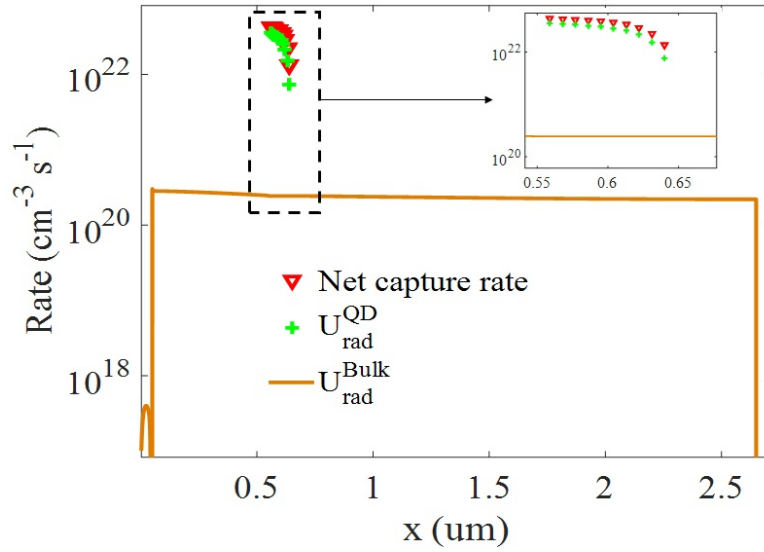 10^22
10^20
10^18
Rate (cm^-3 s^-1)
0.5
1
1.5
2
2.5
x (um)
Net capture rate
U_rad^QD
U_rad^Bulk
10^22
10^20
0.55
0.6
0.65